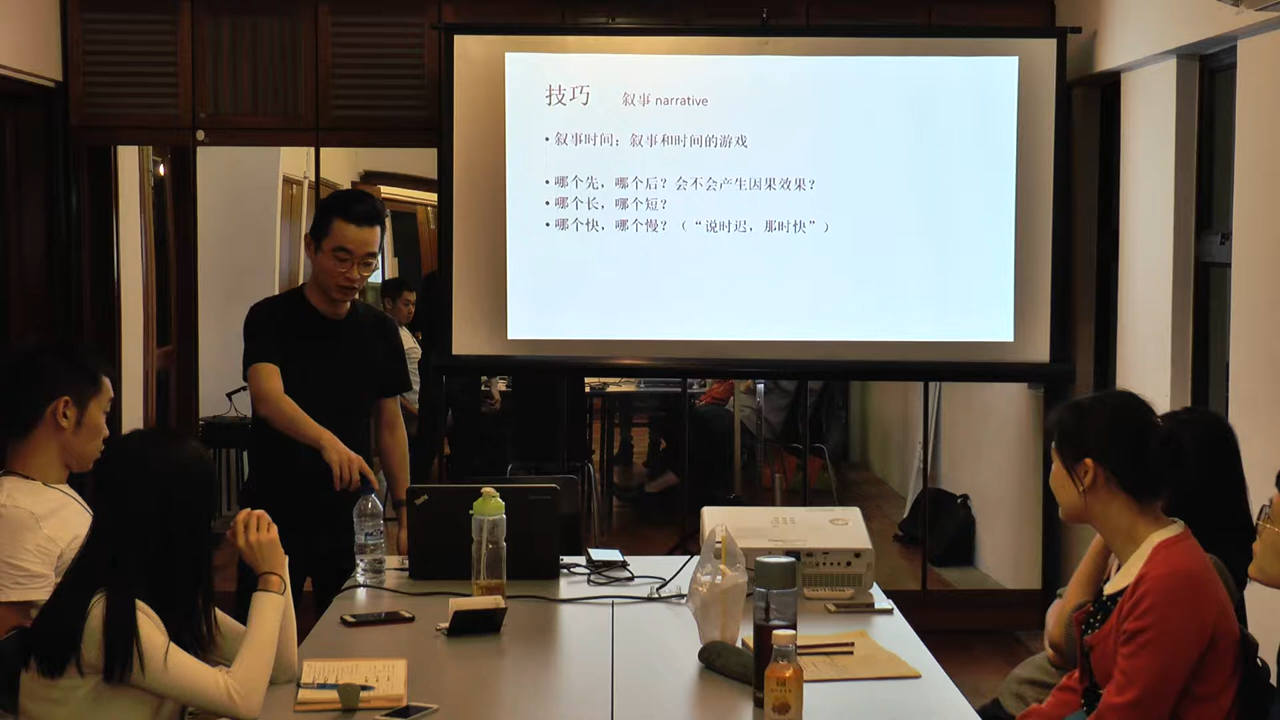 技巧 叙事 narrative
• 叙事时间：叙事和时间的游戏
• 哪个先，哪个后？会不会产生因果效果？
• 哪个长，哪个短？
• 哪个快，哪个慢？（“说时迟，那时快”）